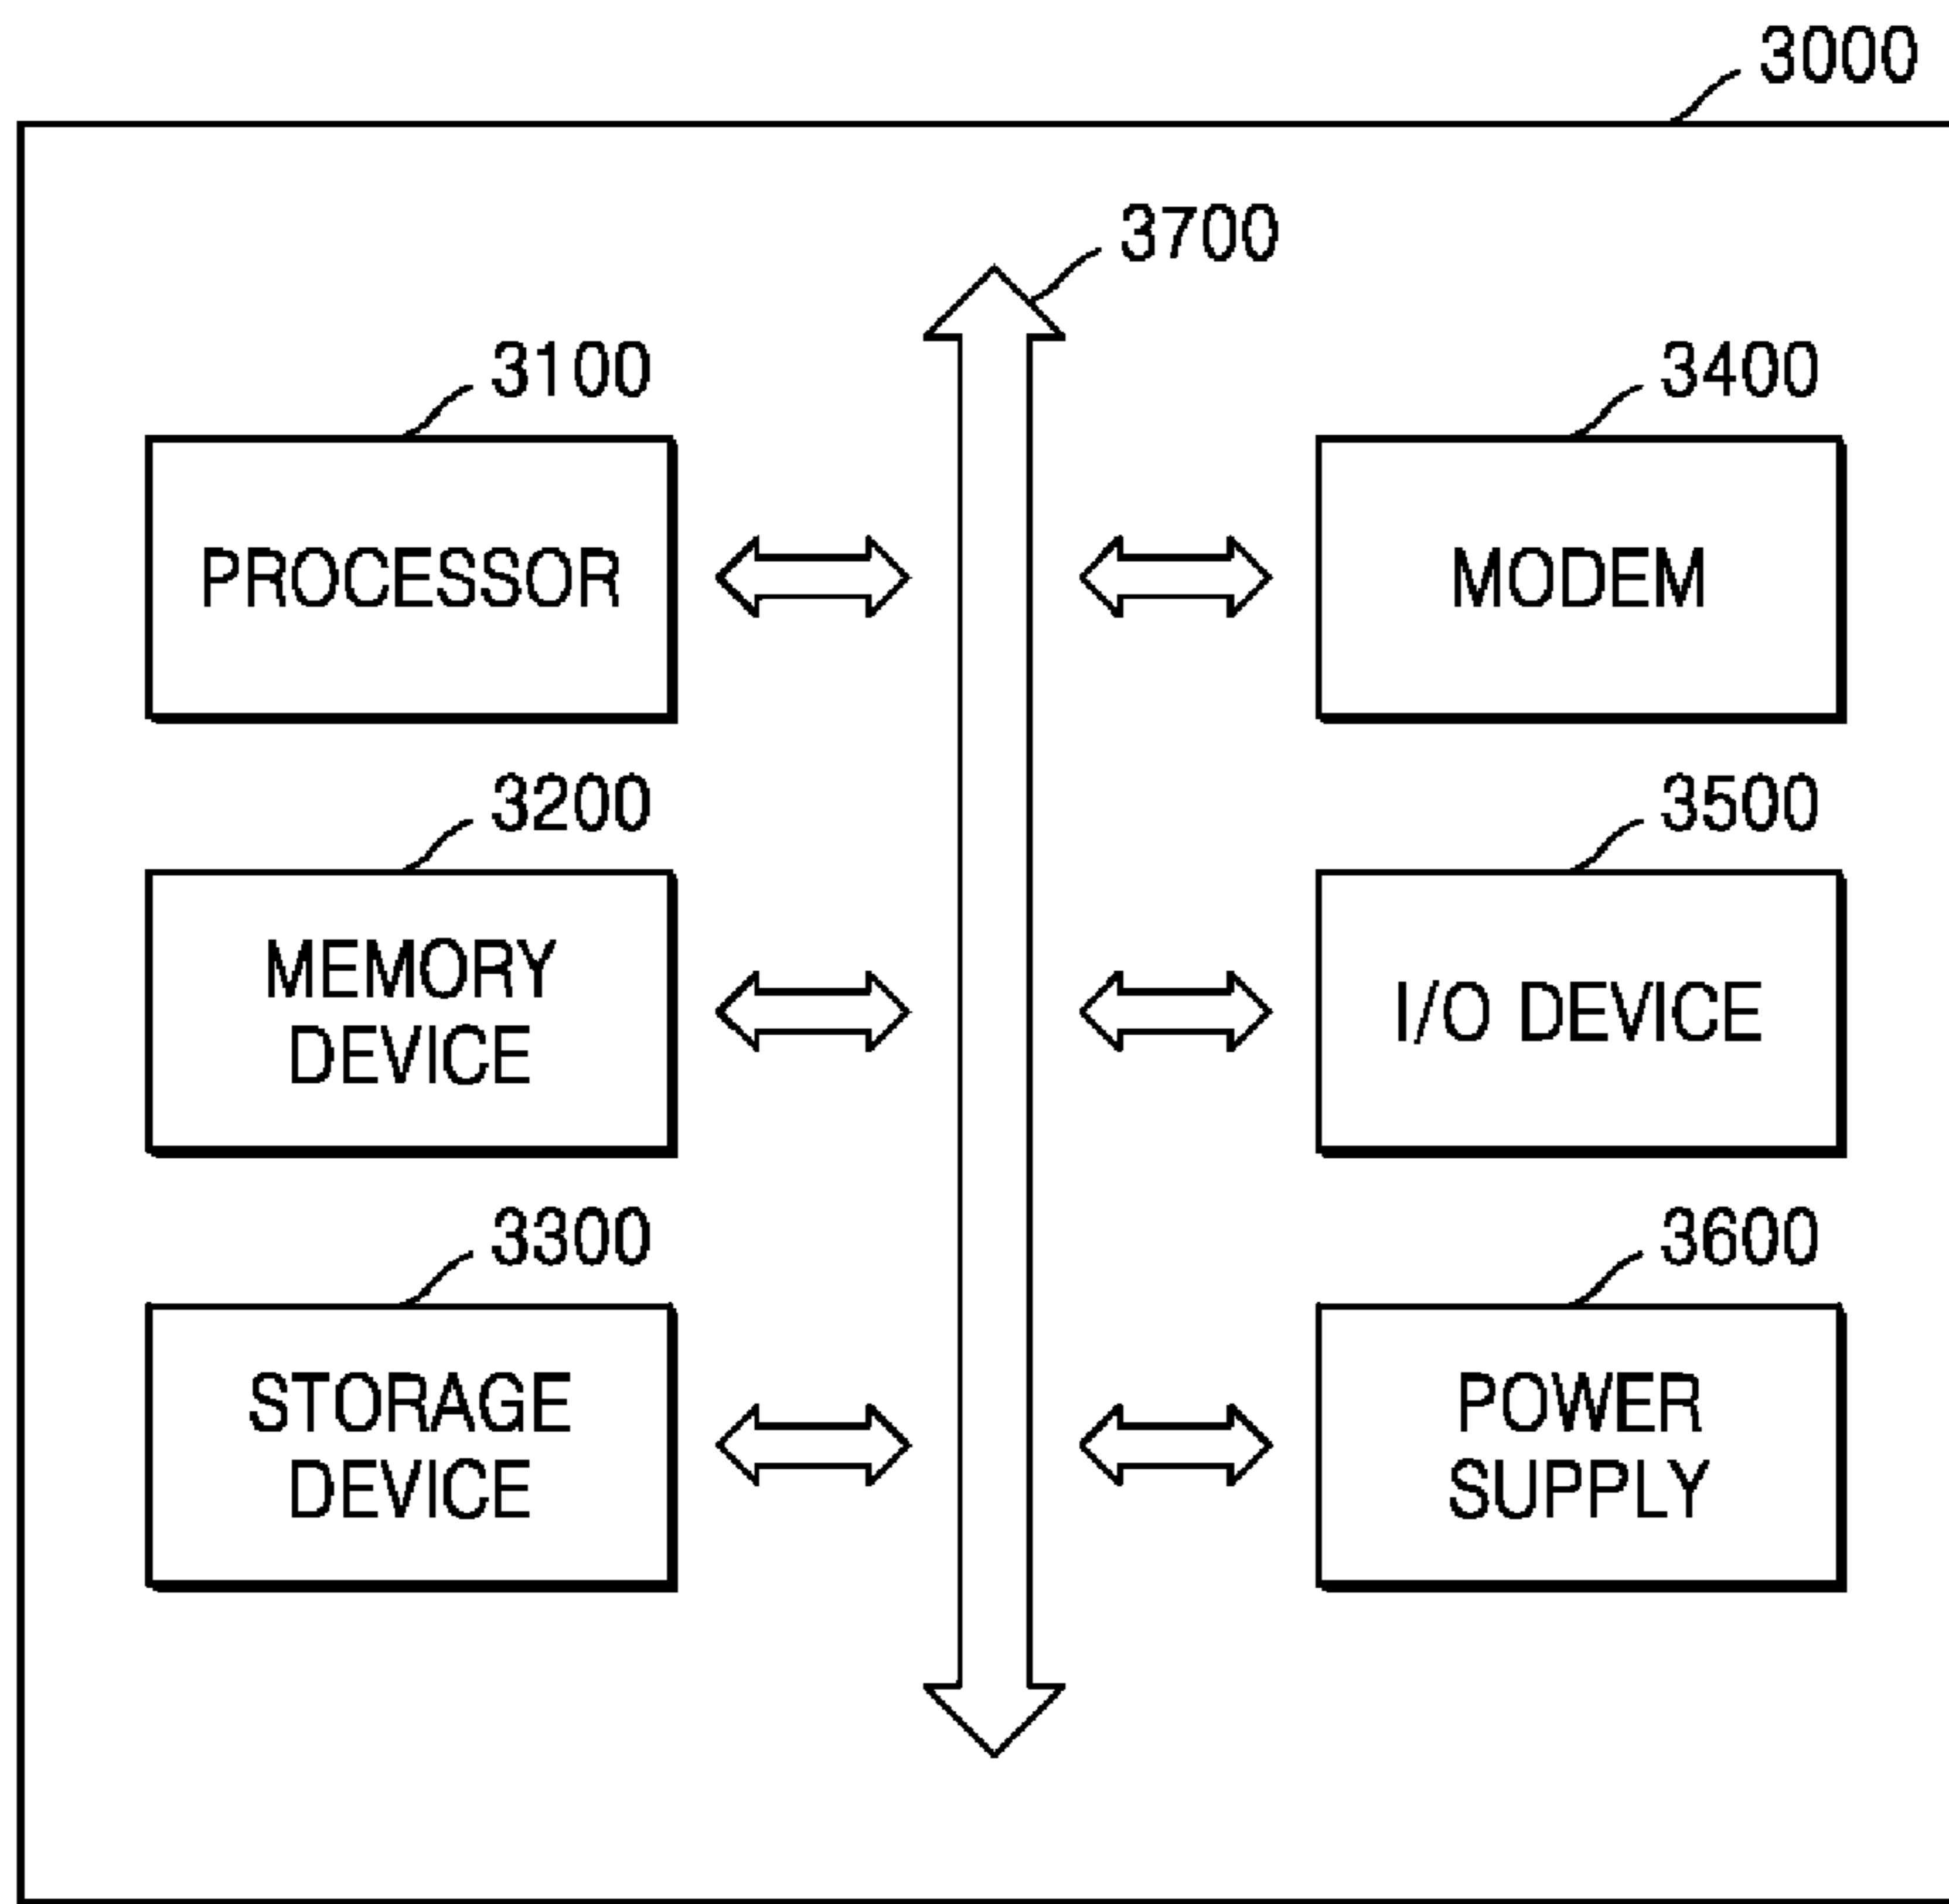 3000
3700
3100
PROCESSOR
3400
MODEM
3200
MEMORY
DEVICE
3500
I/O DEVICE
3300
STORAGE
DEVICE
3600
POWER
SUPPLY